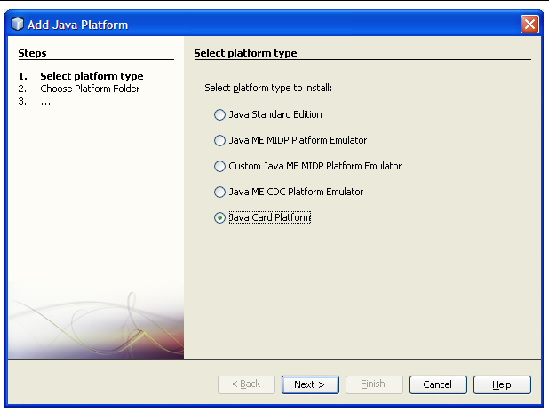 Add Java Platform
Steps
1. Select platform type
2. Choose Platform Folder
3. ...
Select platform type
Select platform type to install:
Java Standard Edition
Java ME MIDP Platform Emulator
Custom Java ME MIDP Platform Emulator
Java ME CDC Platform Emulator
Java Card Platform
< Back
Next >
Finish
Cancel
Help